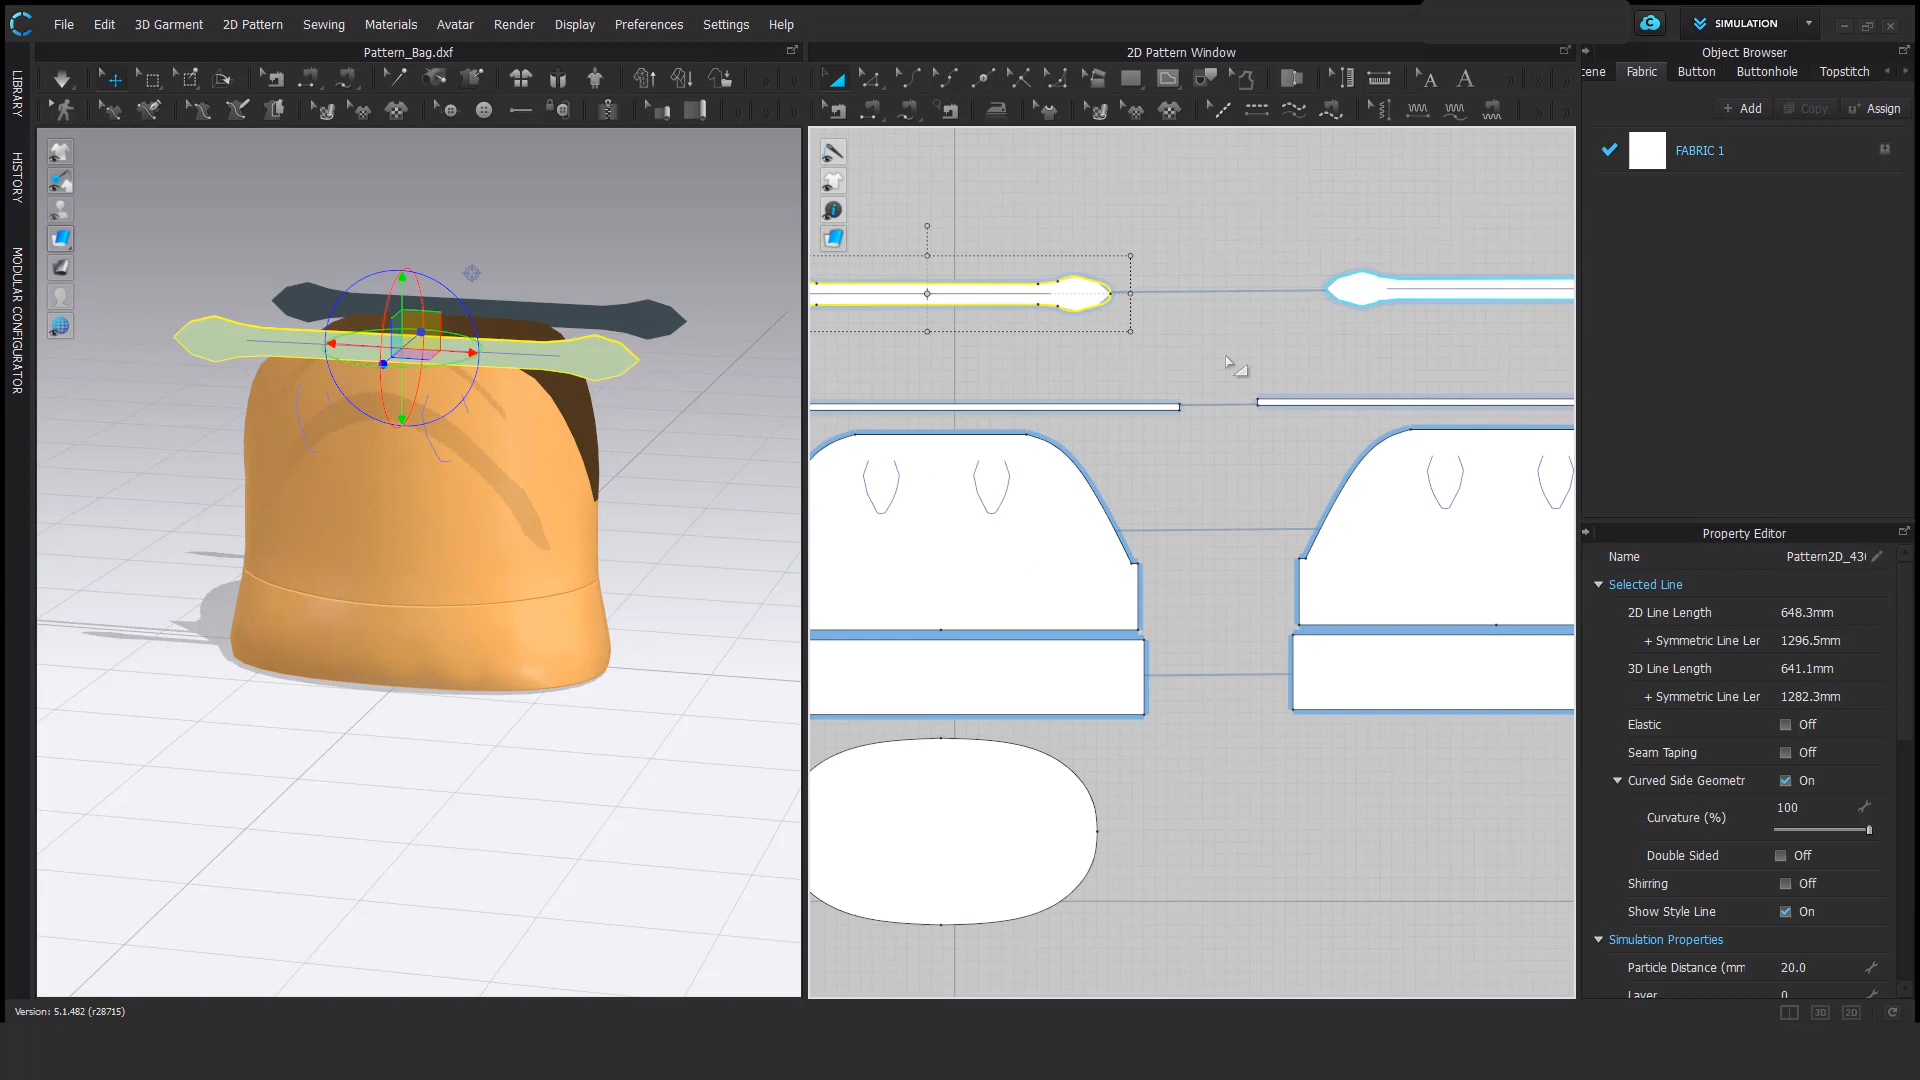 File Edit 3D Garment 2D Pattern Sewing Materials Avatar Render Display Preferences Settings Help
SIMULATION
Pattern_Bag.dxf
2D Pattern Window
Object Browser
cene Fabric Button Buttonhole Topstitch
+ Add Copy Assign
FABRIC 1
LIBRARY
HISTORY
MODULAR CONFIGURATOR
Property Editor
Name Pattern2D_43
Selected Line
2D Line Length 648.3mm
+ Symmetric Line Ler 1296.5mm
3D Line Length 641.1mm
+ Symmetric Line Ler 1282.3mm
Elastic Off
Seam Taping Off
Curved Side Geometr On
Curvature (%) 100
Double Sided Off
Shirring Off
Show Style Line On
Simulation Properties
Particle Distance (mm 20.0
Layer 0
Version: 5.1.482 (r28715)
3D 2D